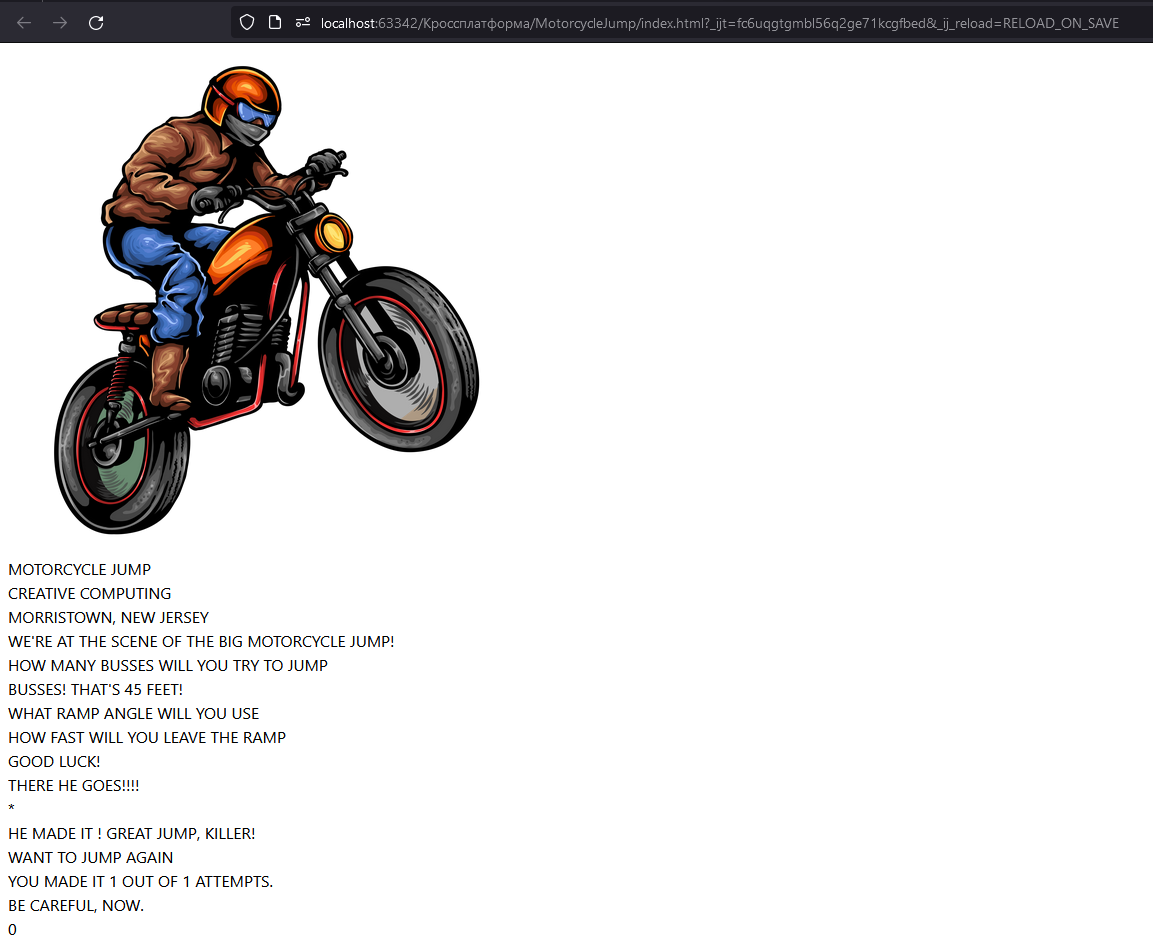 localhost:63342/Кроссплатформа/MotorcycleJump/index.html?_ijt=fc6uqgtgmbl56q2ge71kcgfbed&_ij_reload=RELOAD_ON_SAVE
MOTORCYCLE JUMP
CREATIVE COMPUTING
MORRISTOWN, NEW JERSEY
WE'RE AT THE SCENE OF THE BIG MOTORCYCLE JUMP!
HOW MANY BUSSES WILL YOU TRY TO JUMP
BUSSES! THAT'S 45 FEET!
WHAT RAMP ANGLE WILL YOU USE
HOW FAST WILL YOU LEAVE THE RAMP
GOOD LUCK!
THERE HE GOES!!!!
*
HE MADE IT ! GREAT JUMP, KILLER!
WANT TO JUMP AGAIN
YOU MADE IT 1 OUT OF 1 ATTEMPTS.
BE CAREFUL, NOW.
0